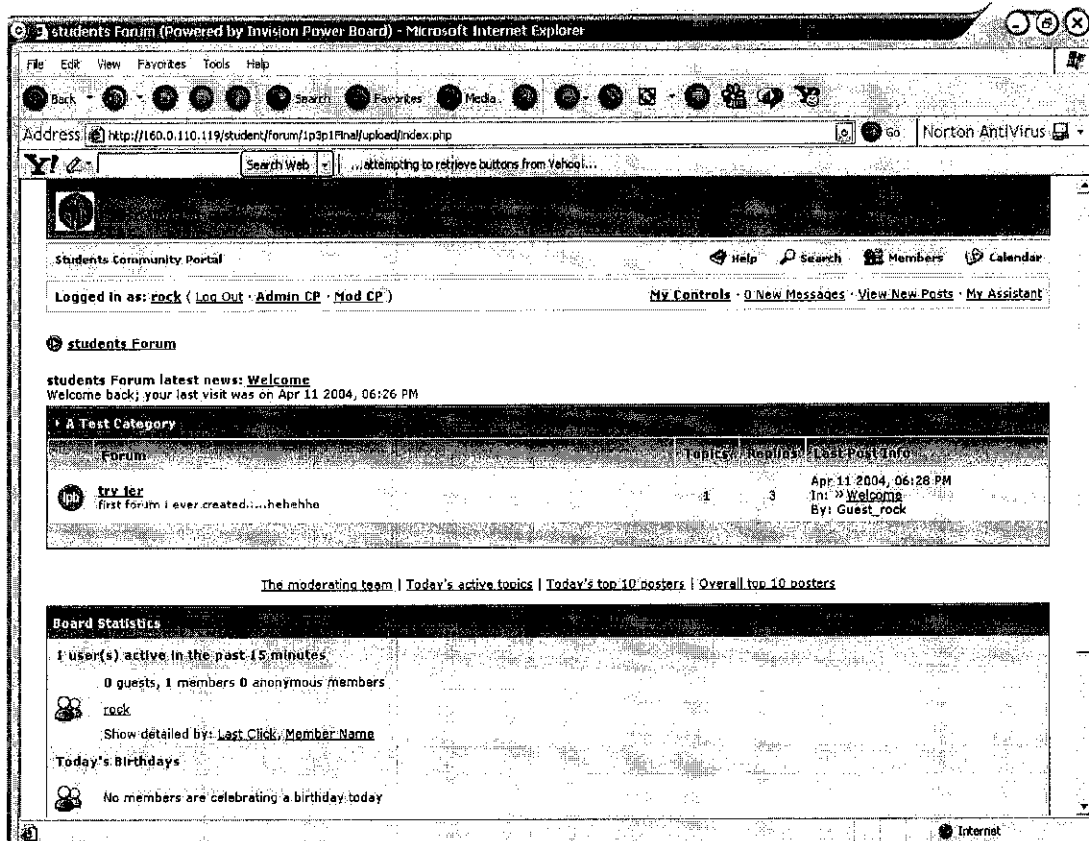 students Forum (Powered by Invision Power Board) - Microsoft Internet Explorer
File Edit View Favorites Tools Help
Back Search Favorites Media
Address http://160.0.110.119/student/forum/1p3p1Final/upload/index.php Go Norton AntiVirus
Y! Search Web ...attempting to retrieve buttons from Yahoo!...
Students Community Portal Help Search Members Calendar
Logged in as: rock ( Log Out · Admin CP · Mod CP ) My Controls · 0 New Messages · View New Posts · My Assistant
students Forum
students Forum latest news: Welcome
Welcome back; your last visit was on Apr 11 2004, 06:26 PM
A Test Category
Forum Topics Replies Last Post Info
ipb try jer 1 3 Apr 11 2004, 06:28 PM
first forum i ever created.....hehehho In: » Welcome
By: Guest_rock
The moderating team | Today's active topics | Today's top 10 posters | Overall top 10 posters
Board Statistics
1 user(s) active in the past 15 minutes
0 guests, 1 members 0 anonymous members
rock
Show detailed by: Last Click, Member Name
Today's Birthdays
No members are celebrating a birthday today
Internet